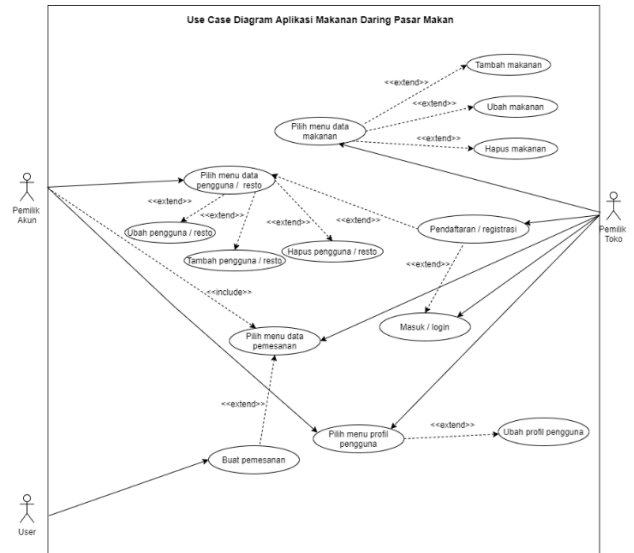 Use Case Diagram Aplikasi Makanan Daring Pasar Makan
Tambah makanan
<<extend>>
<<extend>>
Ubah makanan
Pilih menu data
makanan
<<extend>>
Hapus makanan
Pilih menu data
pengguna / resto
Pemilik
Akun
<<extend>>
<<extend>>
<<extend>>
<<extend>>
Ubah pengguna / resto
Tambah pengguna / resto
Hapus pengguna / resto
Pendaftaran / registrasi
Pemilik
Toko
<<extend>>
<<include>>
Masuk / login
Pilih menu data
pemesanan
<<extend>>
Pilih menu profil
pengguna
<<extend>>
Ubah profil pengguna
Buat pemesanan
User